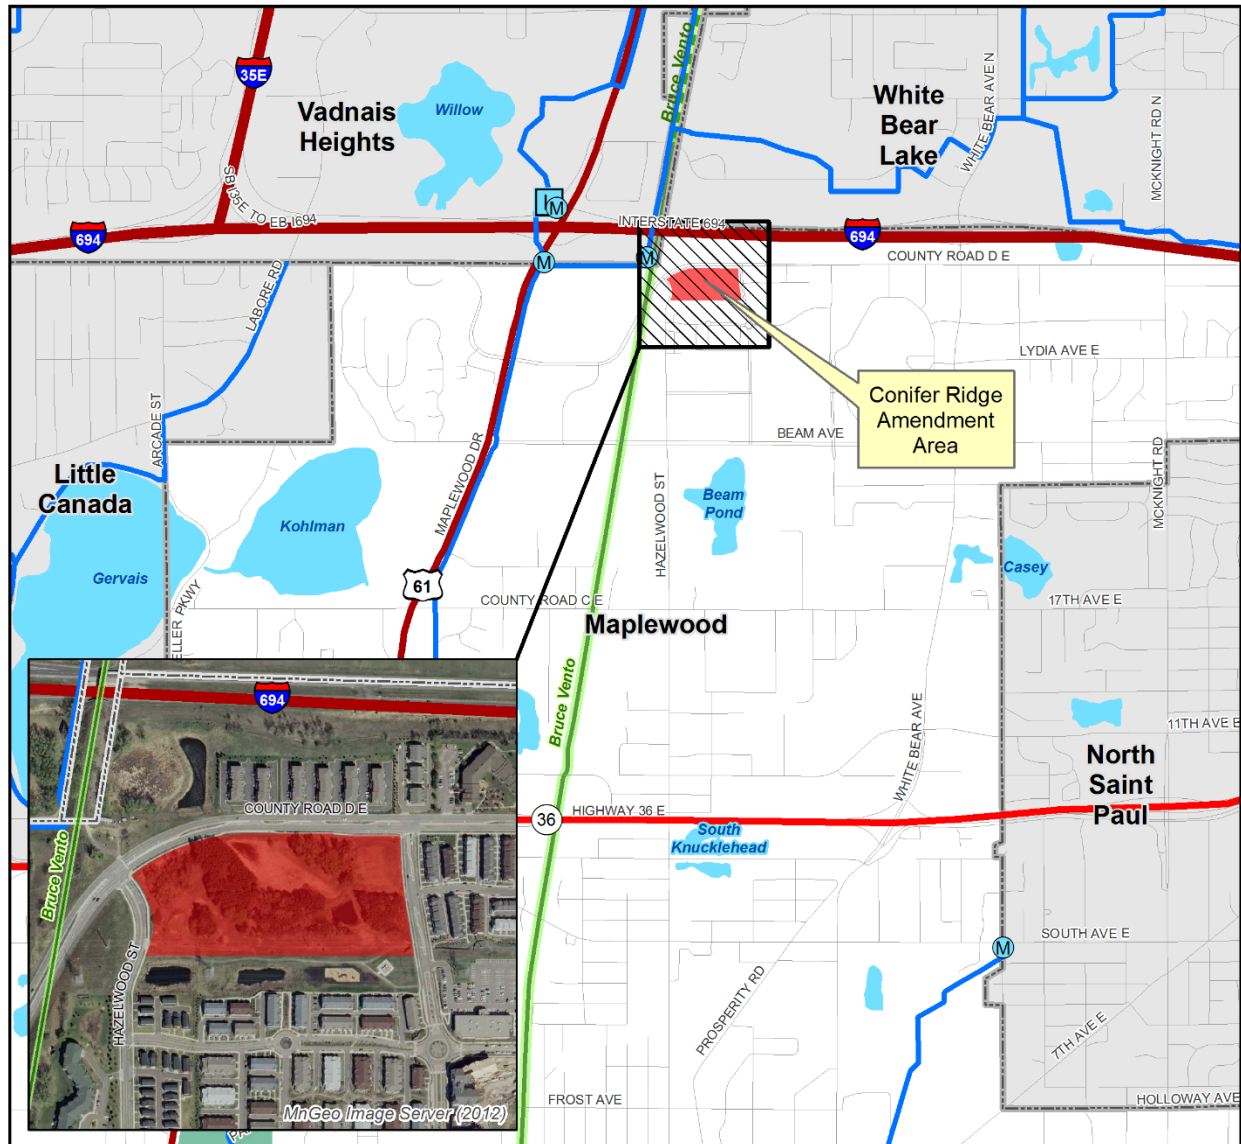 35E
Vadnais
Heights
Willow
Bruce Vento
White
Bear
Lake
WHITE BEAR AVE N
MCKNIGHT RD N
SB I35E TO EB I694
I
M
INTERSTATE 694
694
694
COUNTY ROAD D E
M
M
LABORE RD
LYDIA AVE E
Conifer Ridge
Amendment
Area
ARCADE ST
MAPLEWOOD DR
BEAM AVE
MCKNIGHT RD
Little
Canada
Kohlman
HAZELWOOD ST
Beam
Pond
Gervais
61
Casey
COUNTY ROAD C E
17TH AVE E
ELLER PKWY
Maplewood
694
Bruce Vento
WHITE BEAR AVE
11TH AVE E
North
Saint
Paul
COUNTY ROAD D E
36
HIGHWAY 36 E
South
Knucklehead
Bruce Vento
HAZELWOOD ST
M
SOUTH AVE E
PROSPERITY RD
7TH AVE E
MnGeo Image Server (2012)
FROST AVE
HOLLOWAY AVE
PA